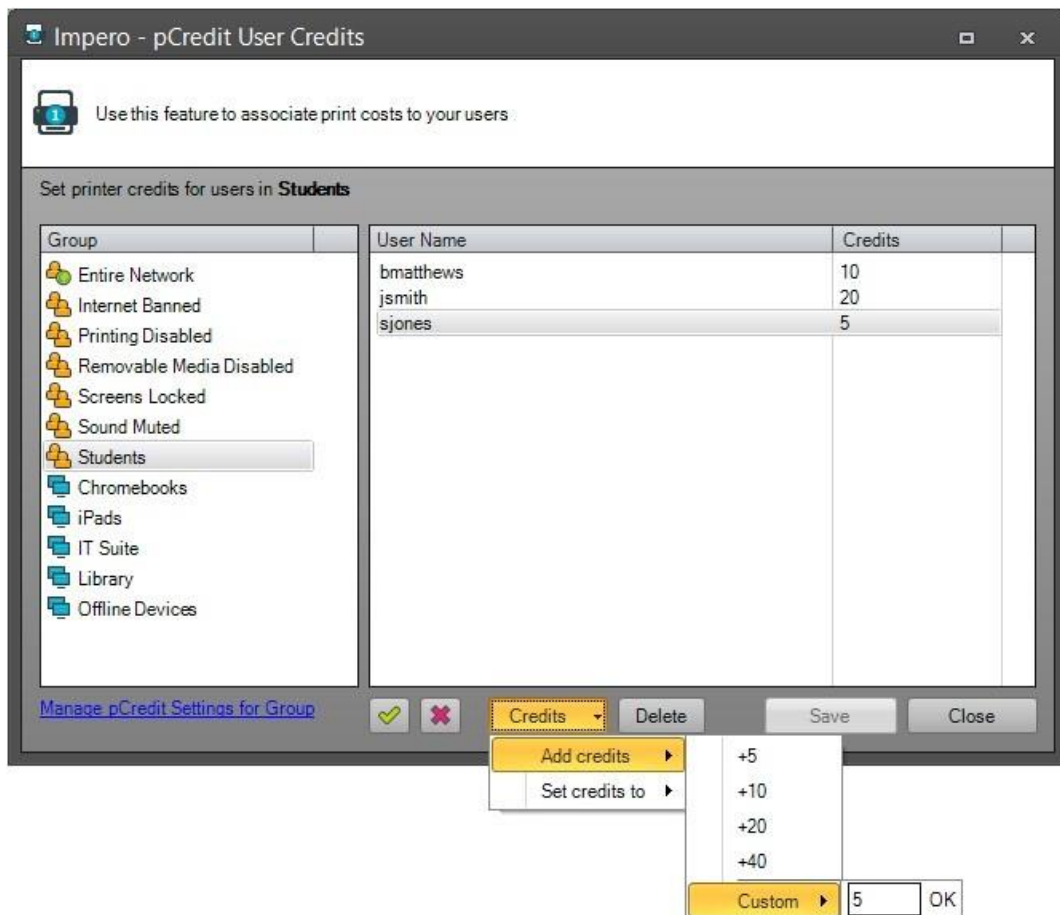 Impero - pCredit User Credits
1
Use this feature to associate print costs to your users
Set printer credits for users in Students
Group
User Name Credits
Entire Network
Internet Banned
Printing Disabled
Removable Media Disabled
Screens Locked
Sound Muted
Students
Chromebooks
iPads
IT Suite
Library
Offline Devices
bmatthews 10
jsmith 20
sjones 5
Manage pCredit Settings for Group
Credits Delete Save Close
Add credits
Set credits to
+5
+10
+20
+40
Custom 5 OK